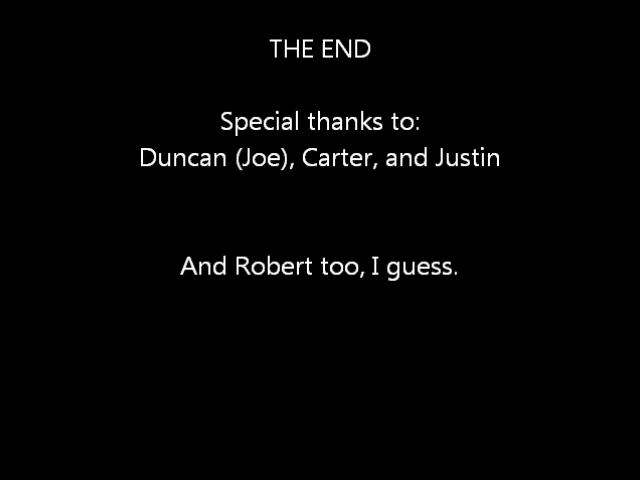 THE END
Special thanks to:
Duncan (Joe), Carter, and Justin
And Robert too, I guess.